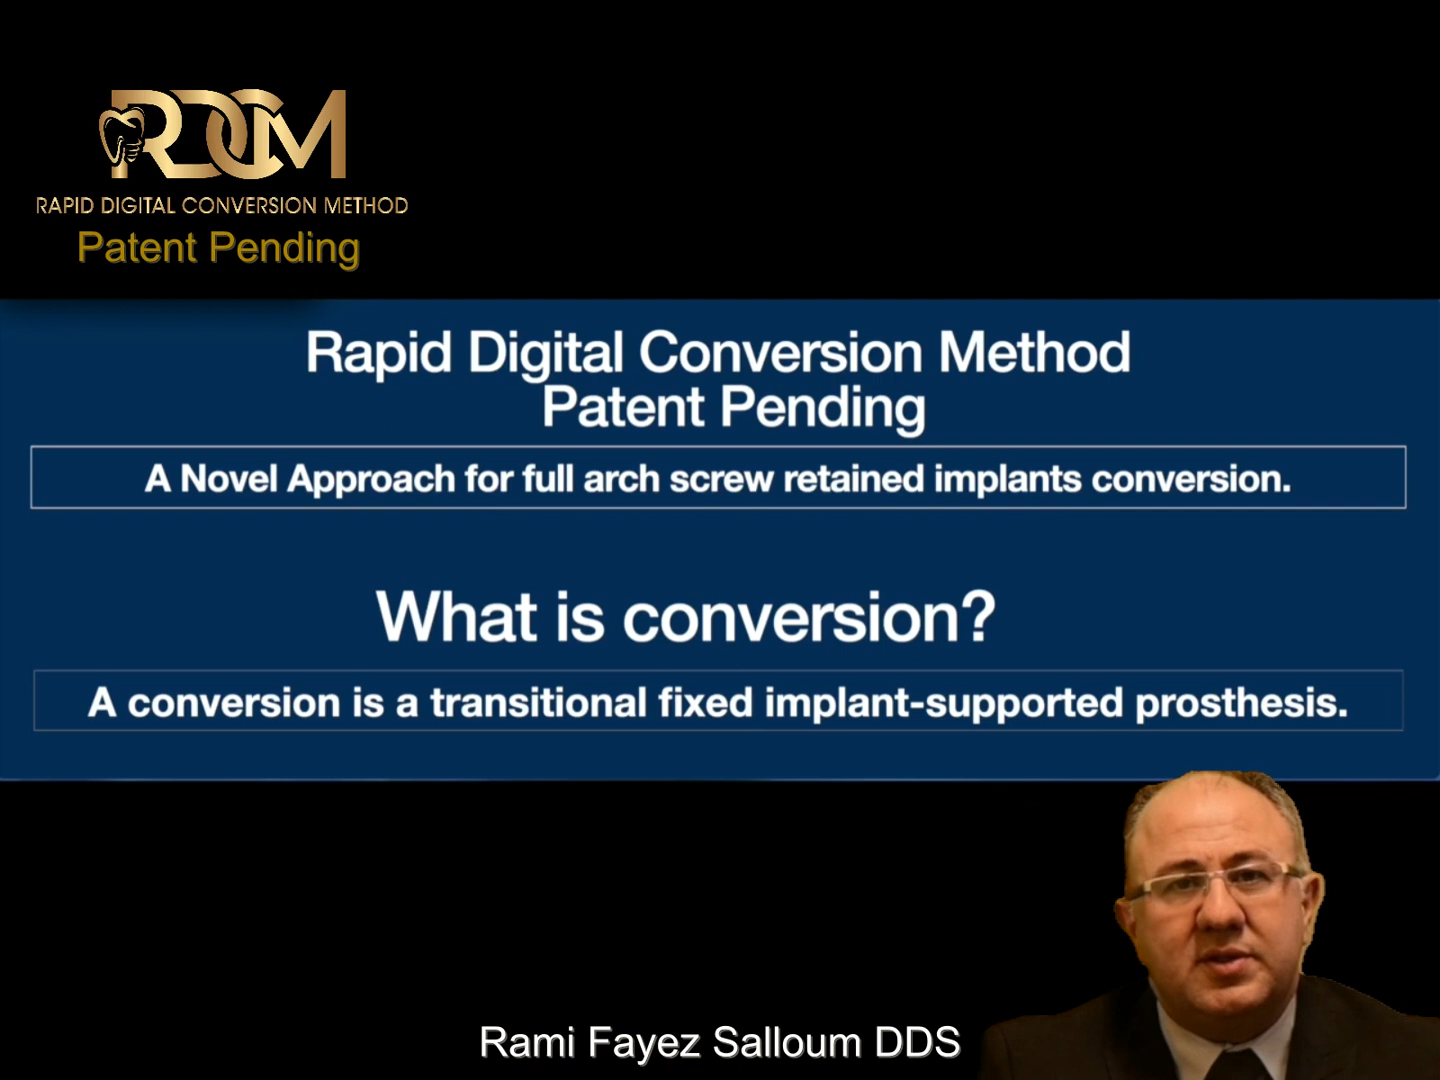 RDCM
RAPID DIGITAL CONVERSION METHOD
Patent Pending
Rapid Digital Conversion Method
Patent Pending
A Novel Approach for full arch screw retained implants conversion.
What is conversion?
A conversion is a transitional fixed implant-supported prosthesis.
Rami Fayez Salloum DDS